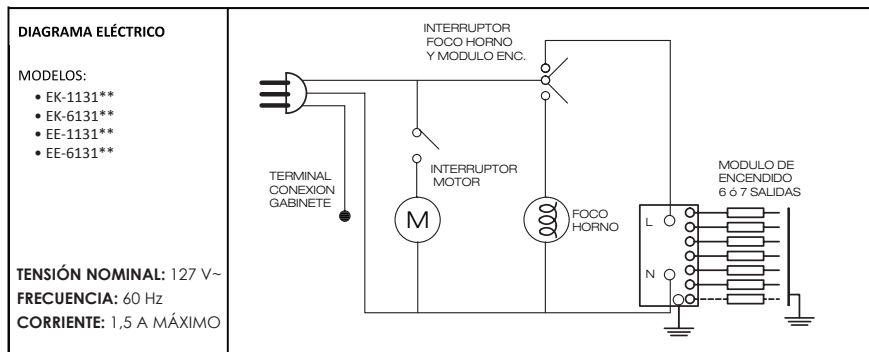 DIAGRAMA ELÉCTRICO
MODELOS:
• EK-1131**
• EK-6131**
• EE-1131**
• EE-6131**
TENSIÓN NOMINAL: 127 V~
FRECUENCIA: 60 Hz
CORRIENTE: 1,5 A MÁXIMO
INTERRUPTOR
FOCO HORNO
Y MODULO ENC.
TERMINAL
CONEXION
GABINETE
INTERRUPTOR
MOTOR
M
FOCO
HORNO
MODULO DE
ENCENDIDO
6 ó 7 SALIDAS
L
N